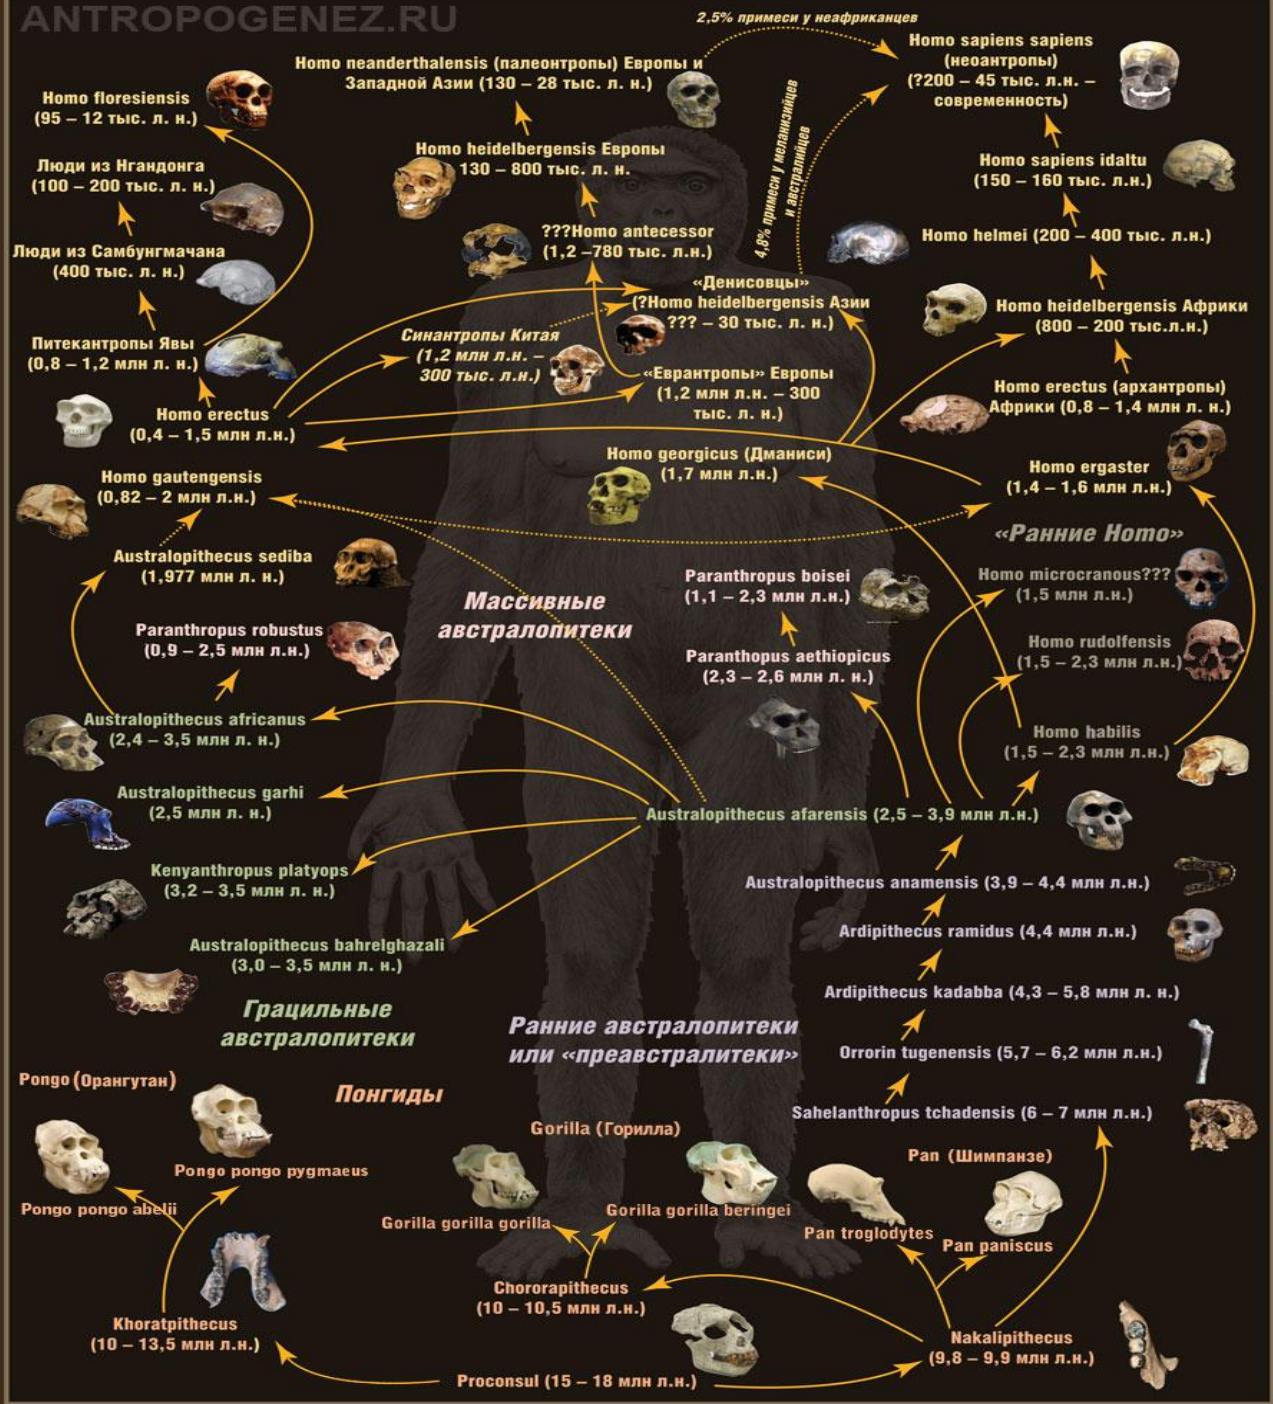 ANTROPOGENEZ.RU
2,5% примеси у неафриканцев
Homo sapiens sapiens
(неоантропы)
(?200 – 45 тыс. л.н. –
современность)
Homo neanderthalensis (палеонтропы) Европы и
Западной Азии (130 – 28 тыс. л. н.)
Homo floresiensis
(95 – 12 тыс. л. н.)
4,8% примеси у меланизийцев
и австралийцев
Homo heidelbergensis Европы
130 – 800 тыс. л. н.
Homo sapiens idaltu
(150 – 160 тыс. л.н.)
Люди из Нгандонга
(100 – 200 тыс. л. н.)
???Homo antecessor
(1,2 –780 тыс. л.н.)
Homo helmei (200 – 400 тыс. л.н.)
Люди из Самбунгмачана
(400 тыс. л. н.)
«Денисовцы»
(?Homo heidelbergensis Азии
??? – 30 тыс. л. н.)
Homo heidelbergensis Африки
(800 – 200 тыс.л.н.)
Питекантропы Явы
(0,8 – 1,2 млн л. н.)
Синантропы Китая
(1,2 млн л.н. –
300 тыс. л.н.)
«Еврантропы» Европы
(1,2 млн л.н. – 300
тыс. л. н.)
Homo erectus (архантропы)
Африки (0,8 – 1,4 млн л. н.)
Homo erectus
(0,4 – 1,5 млн л.н.)
Homo georgicus (Дманиси)
(1,7 млн л.н.)
Homo ergaster
(1,4 – 1,6 млн л.н.)
Homo gautengensis
(0,82 – 2 млн л.н.)
«Ранние Homo»
Australopithecus sediba
(1,977 млн л. н.)
Paranthropus boisei
(1,1 – 2,3 млн л.н.)
Homo microcranous???
(1,5 млн л.н.)
Массивные
австралопитеки
Paranthropus robustus
(0,9 – 2,5 млн л.н.)
Paranthopus aethiopicus
(2,3 – 2,6 млн л. н.)
Homo rudolfensis
(1,5 – 2,3 млн л.н.)
Australopithecus africanus
(2,4 – 3,5 млн л. н.)
Homo habilis
(1,5 – 2,3 млн л.н.)
Australopithecus garhi
(2,5 млн л. н.)
Australopithecus afarensis (2,5 – 3,9 млн л.н.)
Kenyanthropus platyops
(3,2 – 3,5 млн л. н.)
Australopithecus anamensis (3,9 – 4,4 млн л.н.)
Australopithecus bahrelghazali
(3,0 – 3,5 млн л. н.)
Ardipithecus ramidus (4,4 млн л.н.)
Ardipithecus kadabba (4,3 – 5,8 млн л. н.)
Грацильные
австралопитеки
Ранние австралопитеки
или «преавстралитеки»
Orrorin tugenensis (5,7 – 6,2 млн л.н.)
Pongo (Орангутан)
Понгиды
Sahelanthropus tchadensis (6 – 7 млн л.н.)
Gorilla (Горилла)
Pan (Шимпанзе)
Pongo pongo pygmaeus
Pongo pongo abelii
Gorilla gorilla gorilla
Gorilla gorilla beringei
Pan troglodytes
Pan paniscus
Chororapithecus
(10 – 10,5 млн л.н.)
Khoratpithecus
(10 – 13,5 млн л.н.)
Nakalipithecus
(9,8 – 9,9 млн л.н.)
Proconsul (15 – 18 млн л.н.)